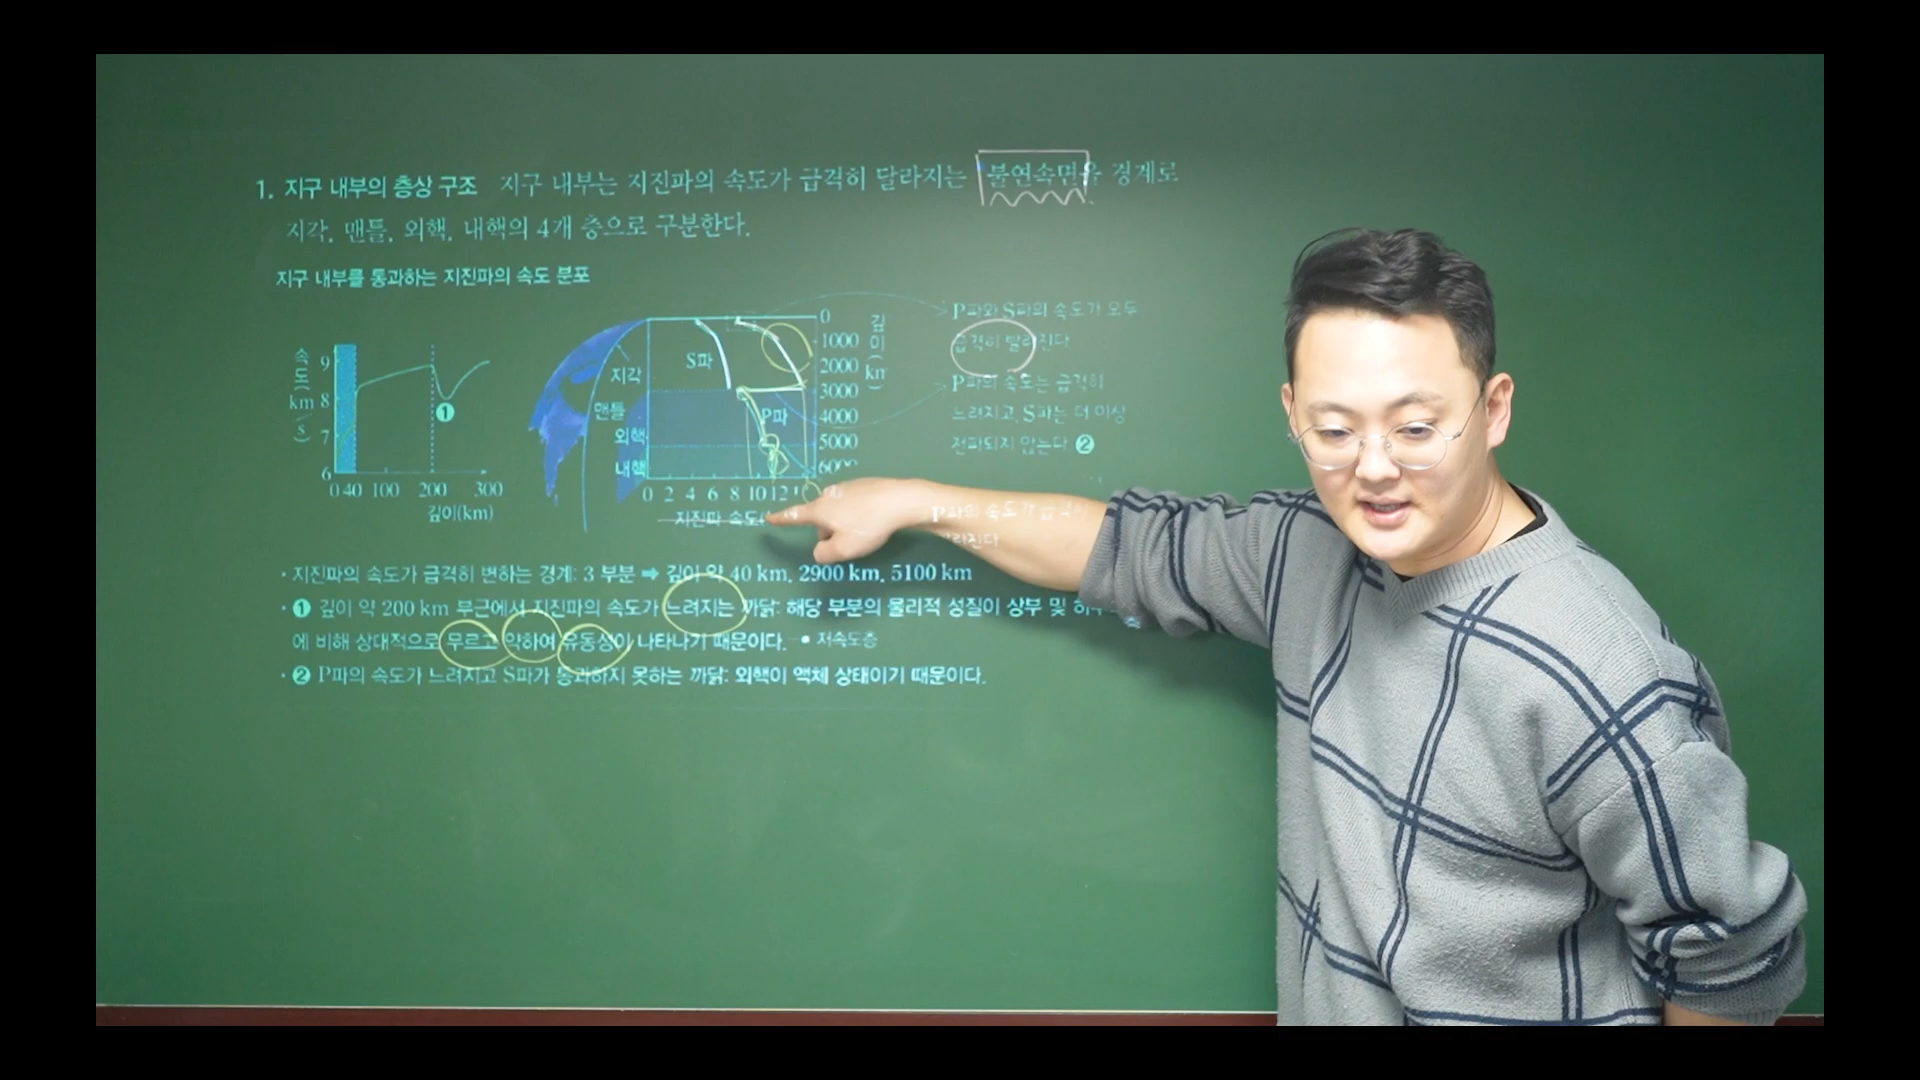 1. 지구 내부의 층상 구조 지구 내부는 지진파의 속도가 급격히 달라지는 불연속면을 경계로
지각, 맨틀, 외핵, 내핵의 4개 층으로 구분한다.
지구 내부를 통과하는 지진파의 속도 분포
속도(km/s)
9
8
7
6
0 40 100 200 300
깊이(km)
❶
지각
맨틀
외핵
내핵
S파
P파
0
1000
2000
3000
4000
5000
6000
깊이(km)
0 2 4 6 8 10 12
지진파 속도
P파와 S파의 속도가 모두
급격히 빨라진다
P파의 속도는 급격히
느려지고, S파는 더 이상
전파되지 않는다 ❷
P파의 속도가 급격히
라진다
· 지진파의 속도가 급격히 변하는 경계: 3 부분 ➡ 깊이 약 40 km, 2900 km, 5100 km
· ❶ 깊이 약 200 km 부근에서 지진파의 속도가 느려지는 까닭: 해당 부분의 물리적 성질이 상부 및
에 비해 상대적으로 무르고 약하여 유동성이 나타나기 때문이다. • 저속도층
· ❷ P파의 속도가 느려지고 S파가 통과하지 못하는 까닭: 외핵이 액체 상태이기 때문이다.